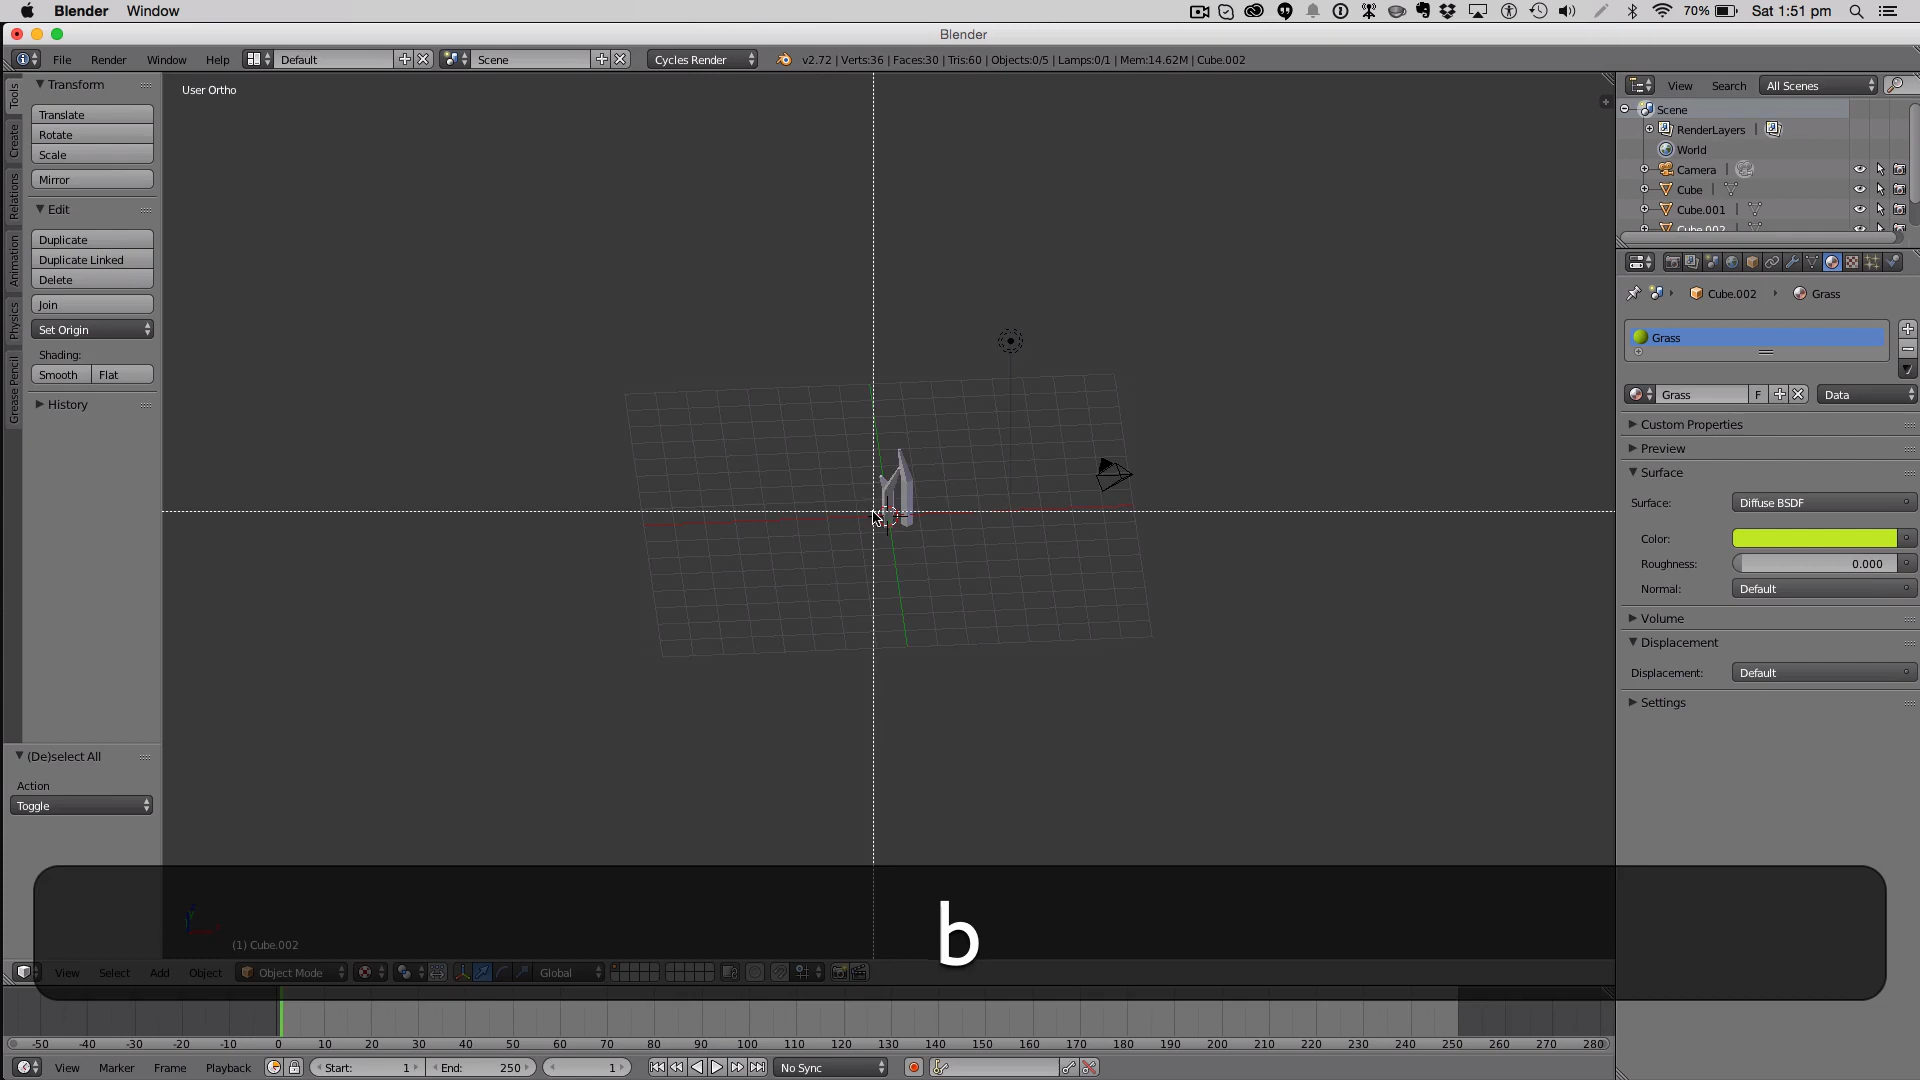 Blender Window 70% Sat 1:51 pm
Blender
File Render Window Help Default Scene Cycles Render v2.72 | Verts:36 | Faces:30 | Tris:60 | Objects:0/5 | Lamps:0/1 | Mem:14.62M | Cube.002
Tools
Create
Relations
Animation
Physics
Grease Pencil
Transform
Translate
Rotate
Scale
Mirror
Edit
Duplicate
Duplicate Linked
Delete
Join
Set Origin
Shading:
Smooth Flat
History
(De)select All
Action
Toggle
User Ortho
(1) Cube.002
b
View Select Add Object Object Mode Global
View Search All Scenes
Scene
RenderLayers |
World
Camera |
Cube |
Cube.001 |
Cube.002
Cube.002 Grass
Grass
Grass F Data
Custom Properties
Preview
Surface
Surface: Diffuse BSDF
Color:
Roughness: 0.000
Normal: Default
Volume
Displacement
Displacement: Default
Settings
-50 -40 -30 -20 -10 0 10 20 30 40 50 60 70 80 90 100 110 120 130 140 150 160 170 180 190 200 210 220 230 240 250 260 270 280
View Marker Frame Playback Start: 1 End: 250 1 No Sync